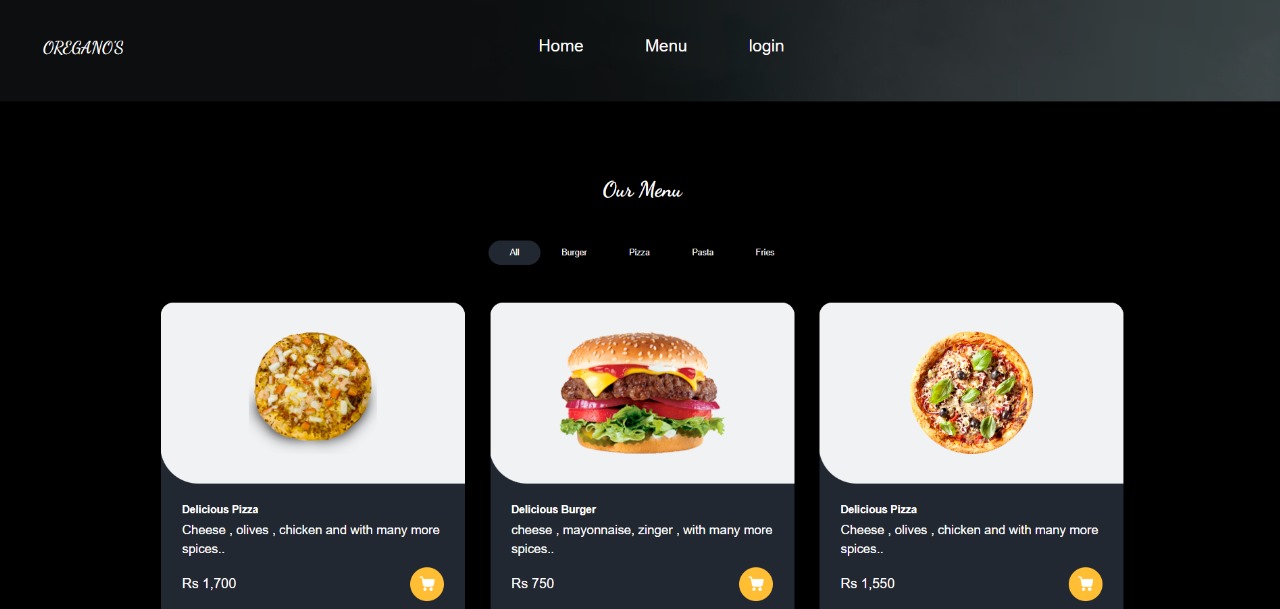 OREGANO'S
Home Menu login
Our Menu
All Burger Pizza Pasta Fries
Delicious Pizza
Cheese , olives , chicken and with many more
spices..
Rs 1,700
Delicious Burger
cheese , mayonnaise, zinger , with many more
spices..
Rs 750
Delicious Pizza
Cheese , olives , chicken and with many more
spices..
Rs 1,550